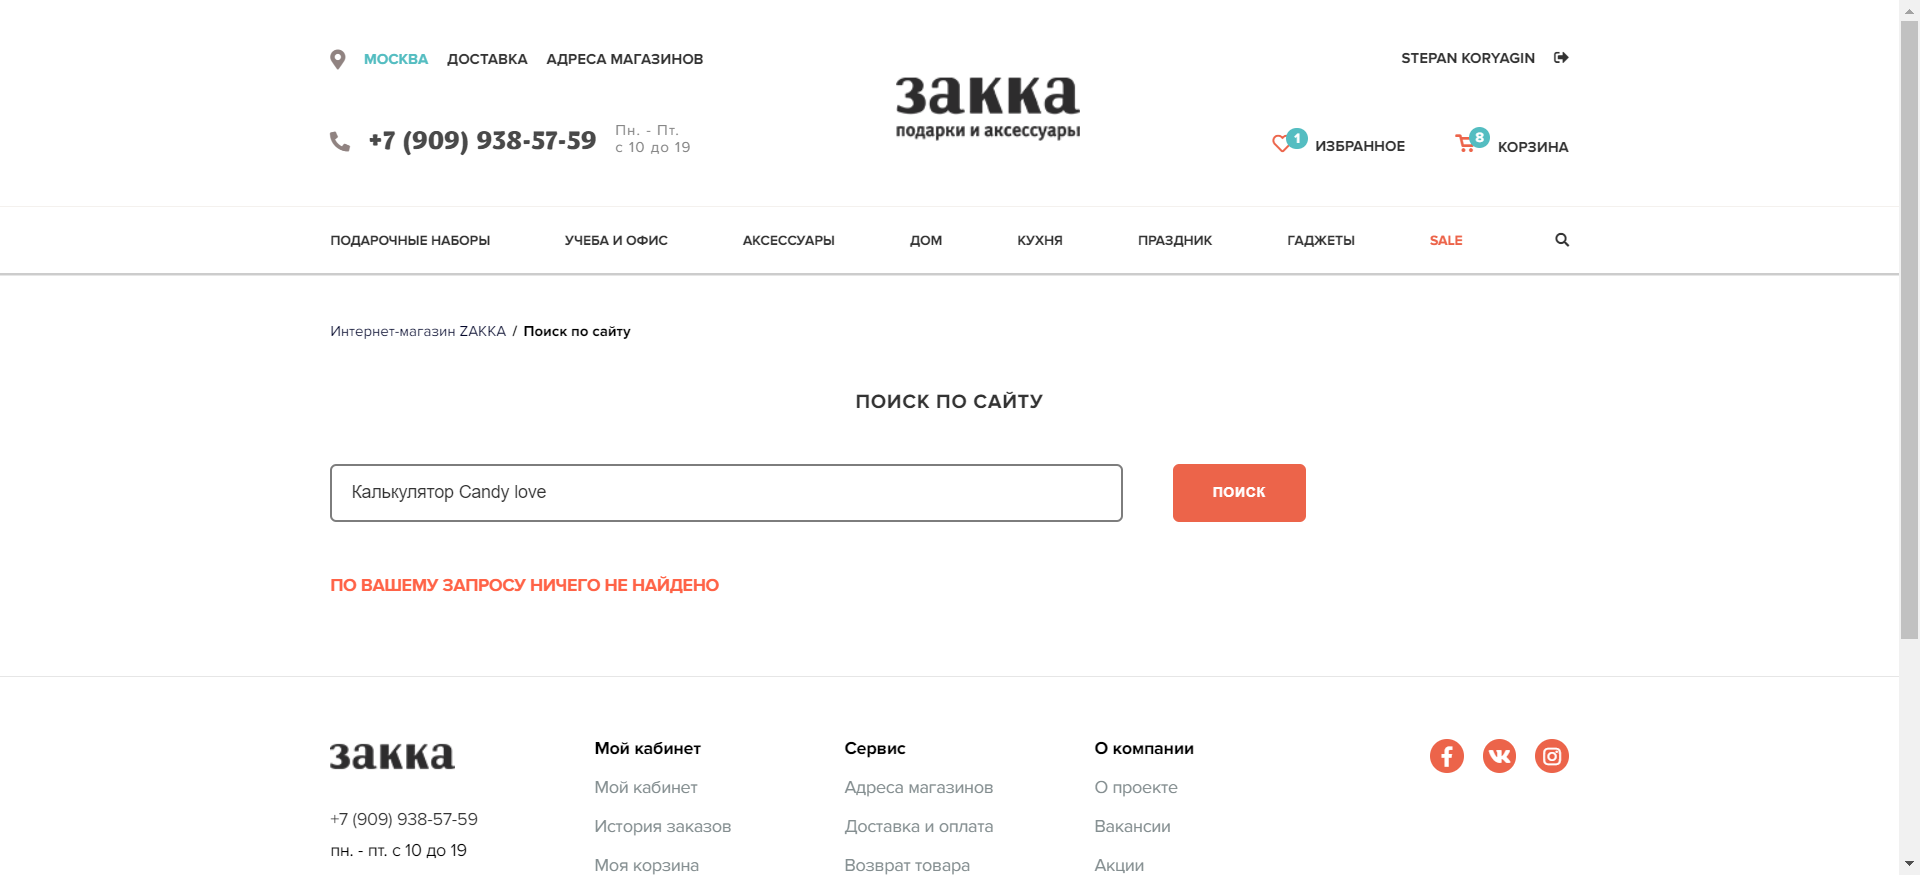 МОСКВА ДОСТАВКА АДРЕСА МАГАЗИНОВ
STEPAN KORYAGIN
закка
подарки и аксессуары
+7 (909) 938-57-59
Пн. - Пт.
с 10 до 19
1 ИЗБРАННОЕ
8 КОРЗИНА
ПОДАРОЧНЫЕ НАБОРЫ УЧЕБА И ОФИС АКСЕССУАРЫ ДОМ КУХНЯ ПРАЗДНИК ГАДЖЕТЫ SALE
Интернет-магазин ZAKKA / Поиск по сайту
ПОИСК ПО САЙТУ
Калькулятор Candy love
ПОИСК
ПО ВАШЕМУ ЗАПРОСУ НИЧЕГО НЕ НАЙДЕНО
закка
+7 (909) 938-57-59
пн. - пт. с 10 до 19
Мой кабинет
Мой кабинет
История заказов
Моя корзина
Сервис
Адреса магазинов
Доставка и оплата
Возврат товара
О компании
О проекте
Вакансии
Акции